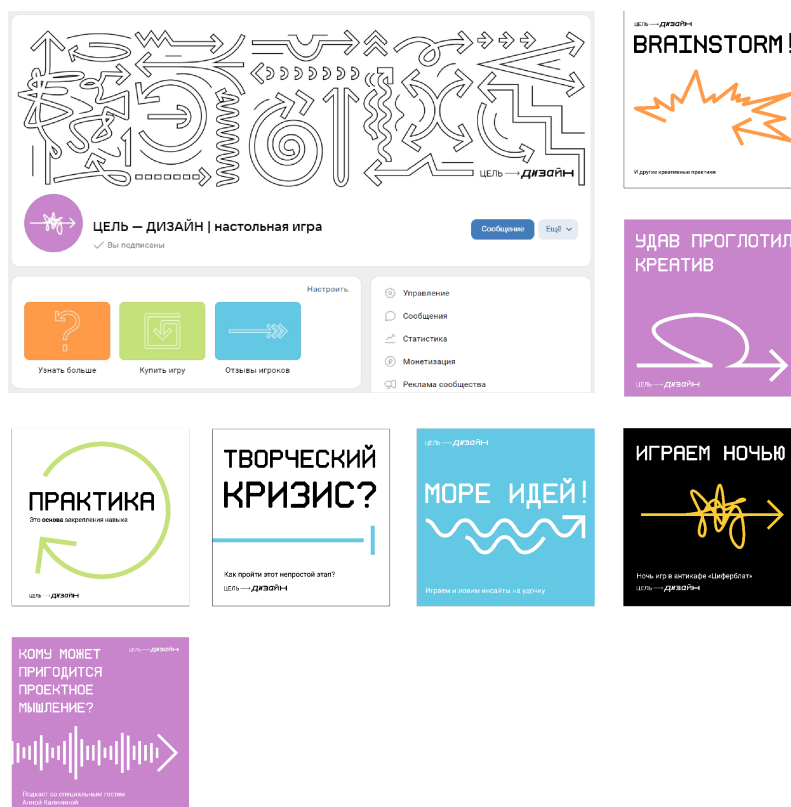 ЦЕЛЬ → ДИЗАЙН
ЦЕЛЬ — ДИЗАЙН | настольная игра
Вы подписаны
Сообщение
Ещё
Настроить
Узнать больше
Купить игру
Отзывы игроков
Управление
Сообщения
Статистика
Монетизация
Реклама сообщества
ЦЕЛЬ → ДИЗАЙН
BRAINSTORM!
И другие креативные практики
УДАВ ПРОГЛОТИЛ
КРЕАТИВ
ЦЕЛЬ → ДИЗАЙН
ПРАКТИКА
Это основа закрепления навыка
ЦЕЛЬ → ДИЗАЙН
ТВОРЧЕСКИЙ
КРИЗИС?
Как пройти этот непростой этап?
ЦЕЛЬ → ДИЗАЙН
ЦЕЛЬ → ДИЗАЙН
МОРЕ ИДЕЙ!
Играем и ловим инсайты на удочку
ИГРАЕМ НОЧЬЮ
Ночь игр в антикафе «Циферблат»
ЦЕЛЬ → ДИЗАЙН
ЦЕЛЬ → ДИЗАЙН
КОМУ МОЖЕТ
ПРИГОДИТСЯ
ПРОЕКТНОЕ
МЫШЛЕНИЕ?
Подкаст со специальным гостем
Анной Калининой